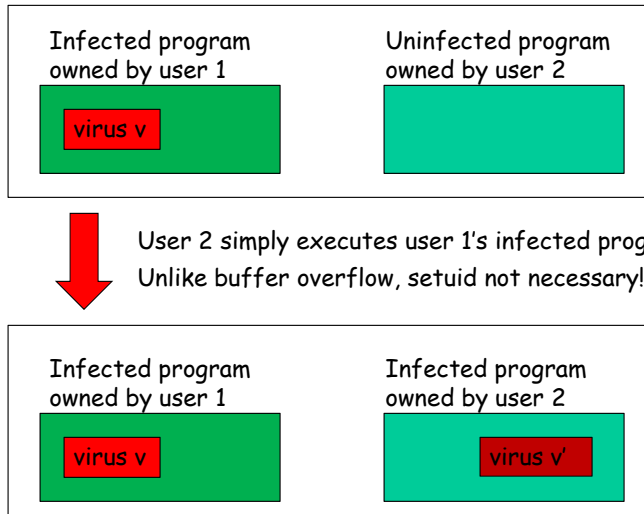 Infected program
owned by user 1
virus v
Uninfected program
owned by user 2
User 2 simply executes user 1's infected prog
Unlike buffer overflow, setuid not necessary!
Infected program
owned by user 1
virus v
Infected program
owned by user 2
virus v'